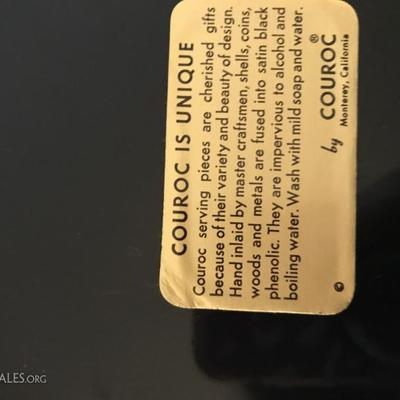 COUROC IS UNIQUE
Couroc serving pieces are cherished gifts
because of their variety and beauty of design.
Hand inlaid by master craftsmen, shells, coins,
woods and metals are fused into satin black
phenolic. They are impervious to alcohol and
boiling water. Wash with mild soap and water.
by COUROC®
Monterey, California
©
ALES.ORG